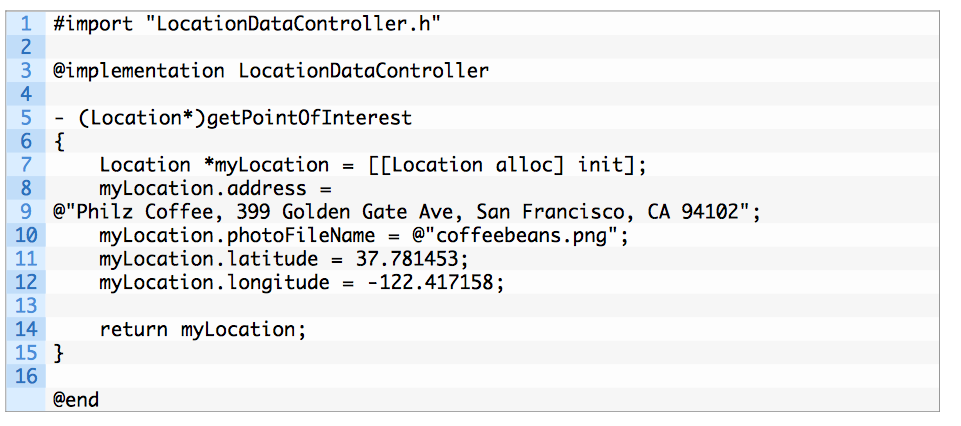 1 #import "LocationDataController.h"
2
3 @implementation LocationDataController
4
5 - (Location*)getPointOfInterest
6 {
7     Location *myLocation = [[Location alloc] init];
8     myLocation.address =
9 @"Philz Coffee, 399 Golden Gate Ave, San Francisco, CA 94102";
10     myLocation.photoFileName = @"coffeebeans.png";
11     myLocation.latitude = 37.781453;
12     myLocation.longitude = -122.417158;
13
14     return myLocation;
15 }
16
@end